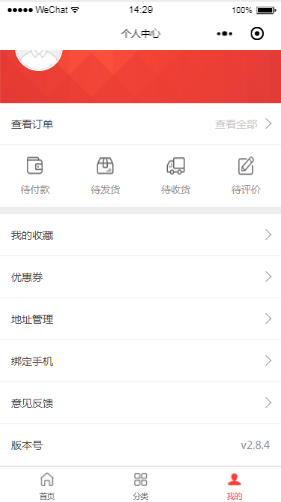 WeChat 14:29 100%
个人中心
查看订单 查看全部
待付款 待发货 待收货 待评价
我的收藏
优惠券
地址管理
绑定手机
意见反馈
版本号 v2.8.4
首页 分类 我的